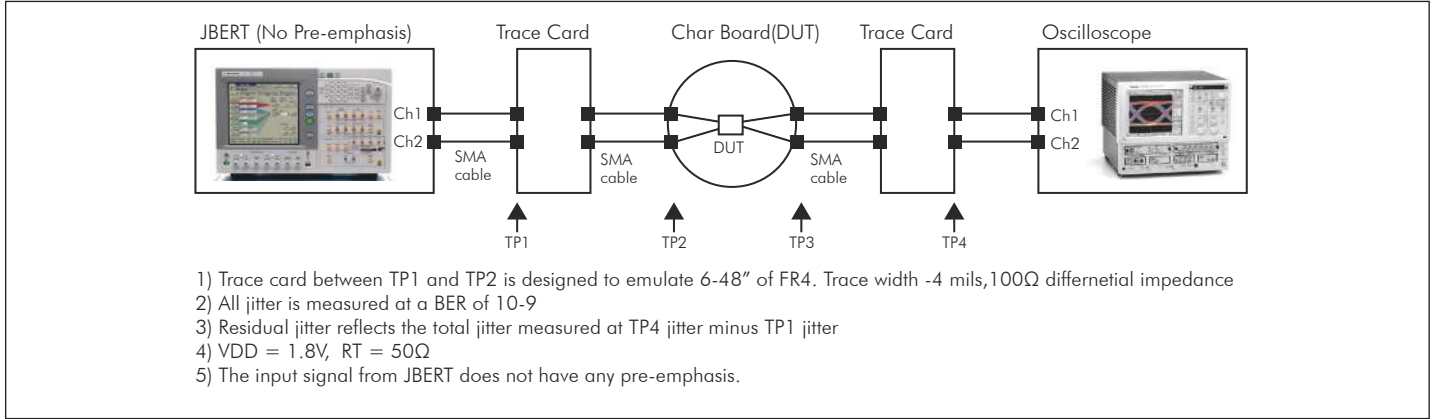 JBERT (No Pre-emphasis)
Trace Card
Char Board(DUT)
Trace Card
Oscilloscope
Ch1
Ch2
SMA
cable
SMA
cable
DUT
SMA
cable
Ch1
Ch2
TP1
TP2
TP3
TP4
1) Trace card between TP1 and TP2 is designed to emulate 6-48” of FR4. Trace width -4 mils,100Ω differnetial impedance
2) All jitter is measured at a BER of 10-9
3) Residual jitter reflects the total jitter measured at TP4 jitter minus TP1 jitter
4) VDD = 1.8V, RT = 50Ω
5) The input signal from JBERT does not have any pre-emphasis.